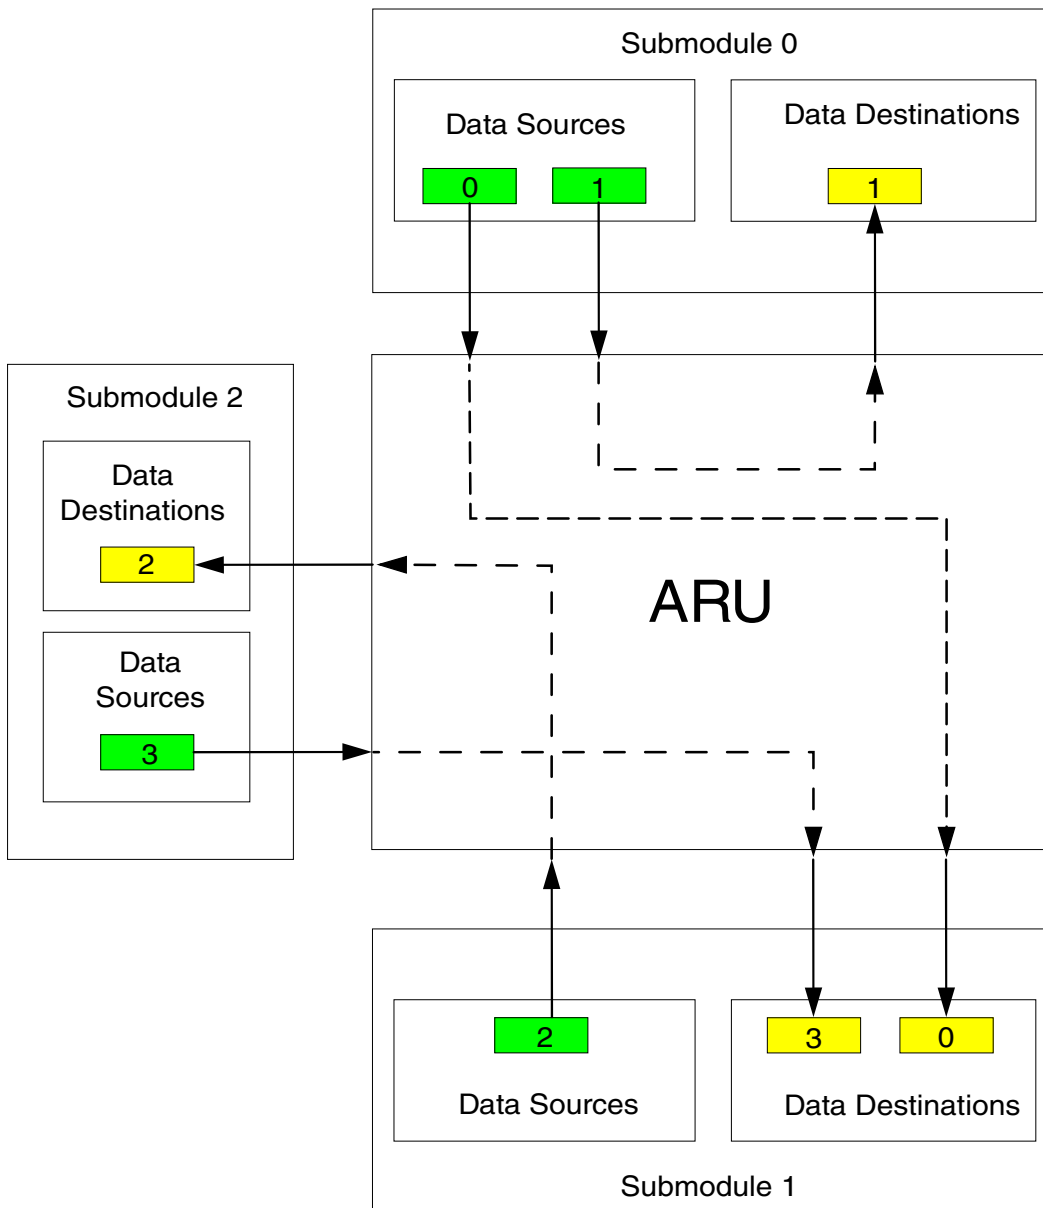 Submodule 0
Data Sources
Data Destinations
0
1
1
Submodule 2
Data
Destinations
2
ARU
Data
Sources
3
2
3
0
Data Sources
Data Destinations
Submodule 1